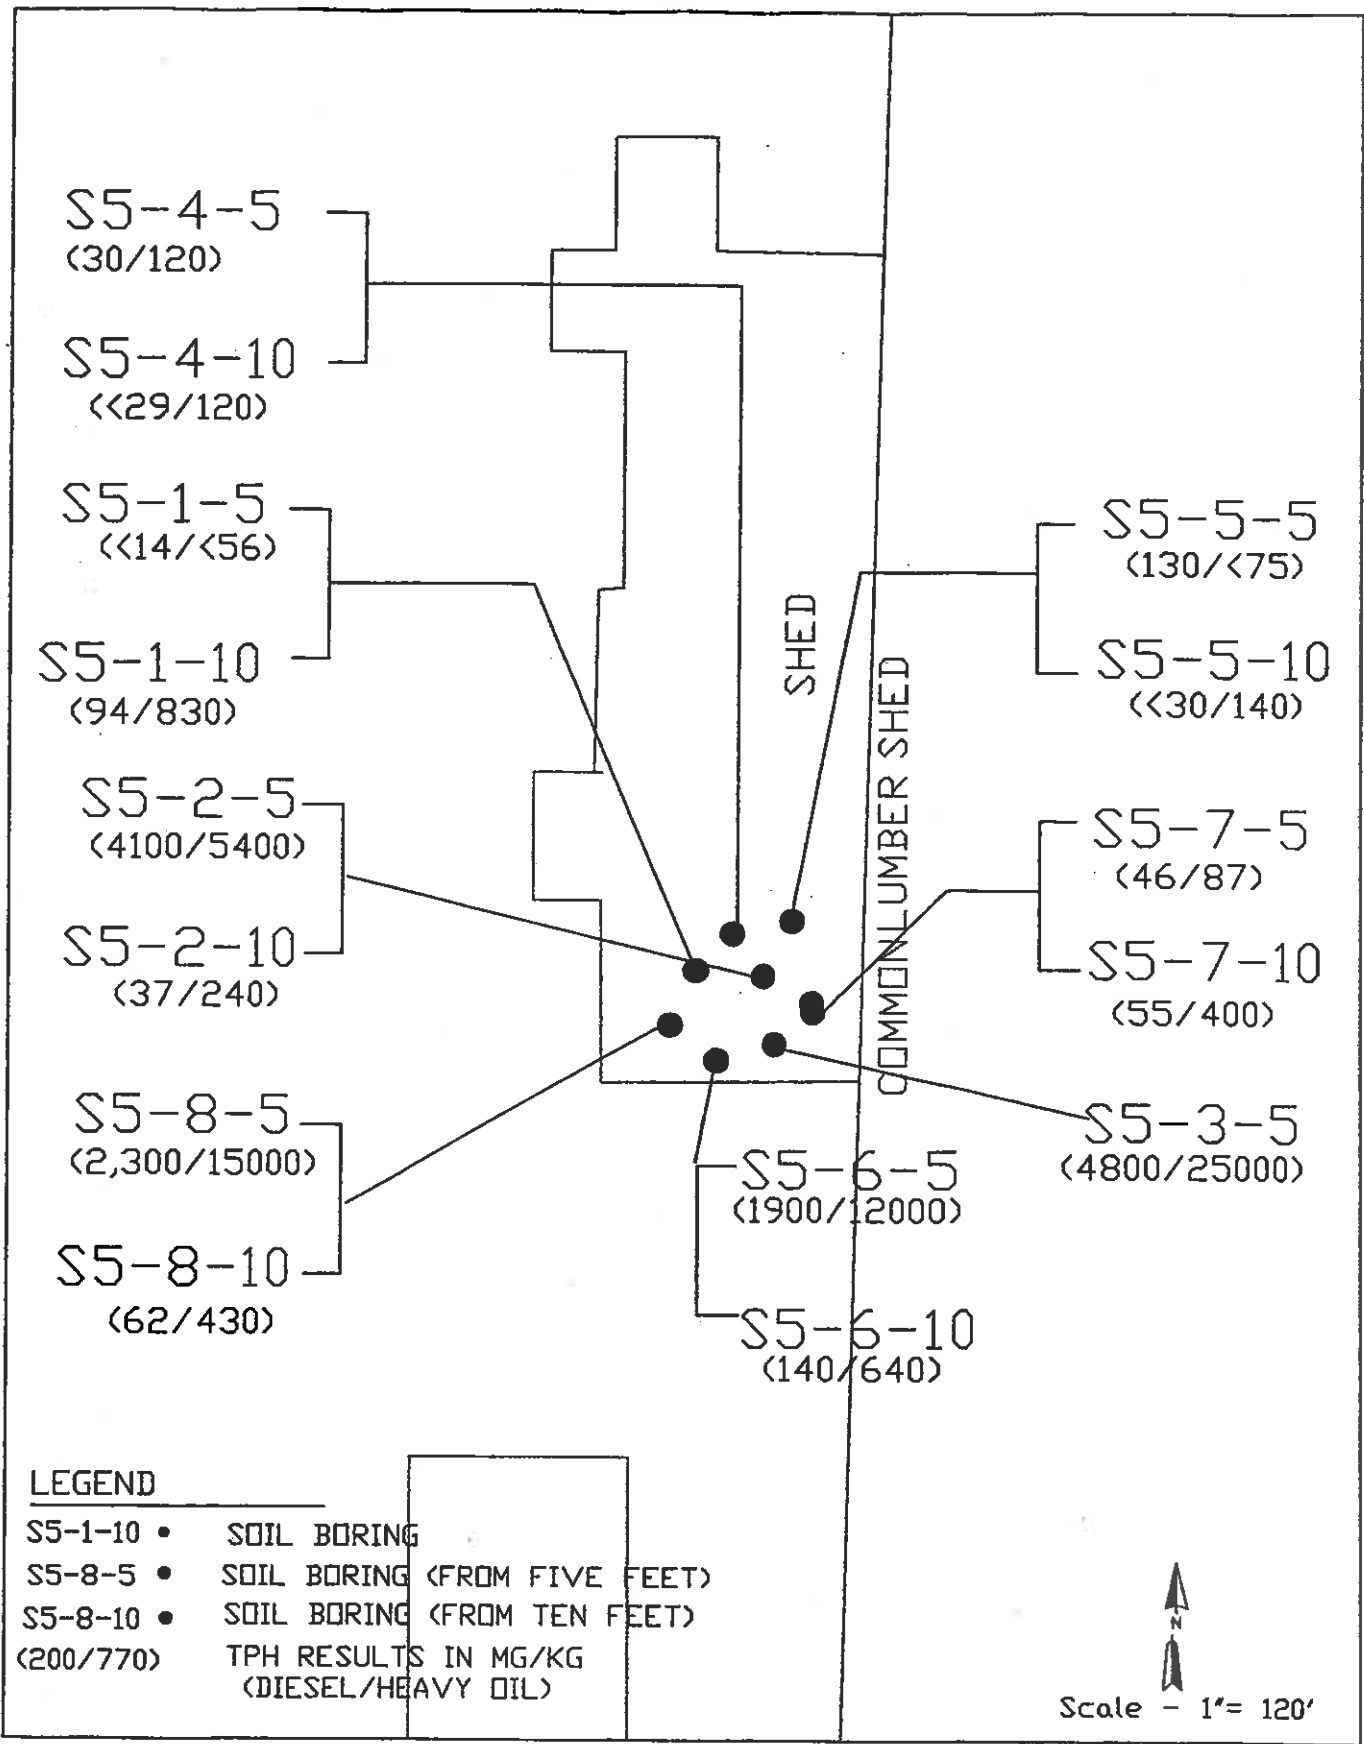 S5-4-5
(30/120)
S5-4-10
(<29/120)
S5-1-5
(<14/<56)
S5-1-10
(94/830)
S5-2-5
(4100/5400)
S5-2-10
(37/240)
S5-8-5
(2,300/15000)
S5-8-10
(62/430)
SHED
COMMONLUMBER SHED
S5-5-5
(130/<75)
S5-5-10
(<30/140)
S5-7-5
(46/87)
S5-7-10
(55/400)
S5-3-5
(4800/25000)
S5-6-5
(1900/12000)
S5-6-10
(140/640)
LEGEND
S5-1-10 • SOIL BORING
S5-8-5 • SOIL BORING (FROM FIVE FEET)
S5-8-10 • SOIL BORING (FROM TEN FEET)
(200/770) TPH RESULTS IN MG/KG
(DIESEL/HEAVY OIL)
N
Scale - 1"= 120'